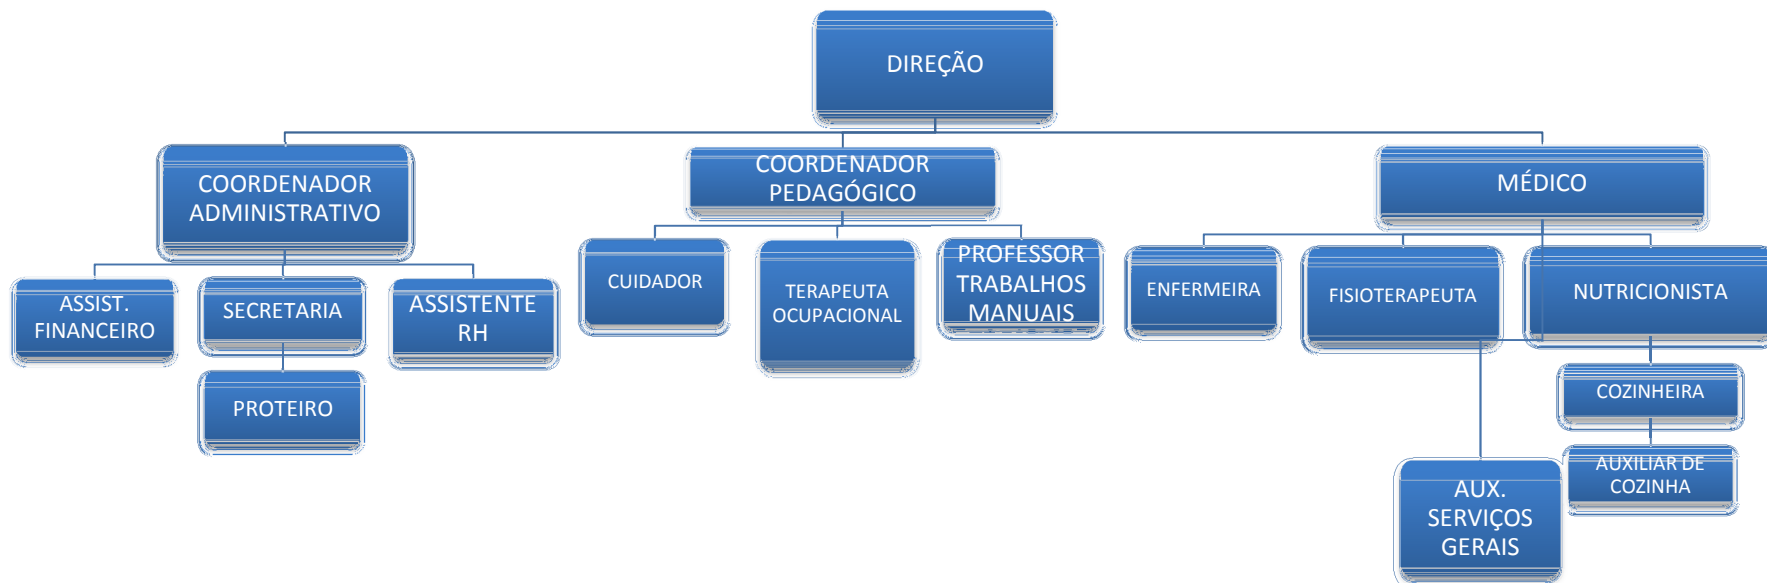 DIREÇÃO
COORDENADOR
ADMINISTRATIVO
COORDENADOR
PEDAGÓGICO
MÉDICO
ASSIST.
FINANCEIRO
SECRETARIA
ASSISTENTE
RH
CUIDADOR
TERAPEUTA
OCUPACIONAL
PROFESSOR
TRABALHOS
MANUAIS
ENFERMEIRA
FISIOTERAPEUTA
NUTRICIONISTA
PROTEIRO
COZINHEIRA
AUXILIAR DE
COZINHA
AUX.
SERVIÇOS
GERAIS